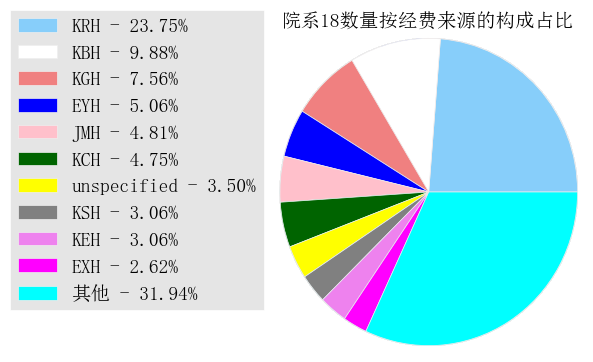 院系18数量按经费来源的构成占比
KRH - 23.75%
KBH - 9.88%
KGH - 7.56%
EYH - 5.06%
JMH - 4.81%
KCH - 4.75%
unspecified - 3.50%
KSH - 3.06%
KEH - 3.06%
EXH - 2.62%
其他 - 31.94%